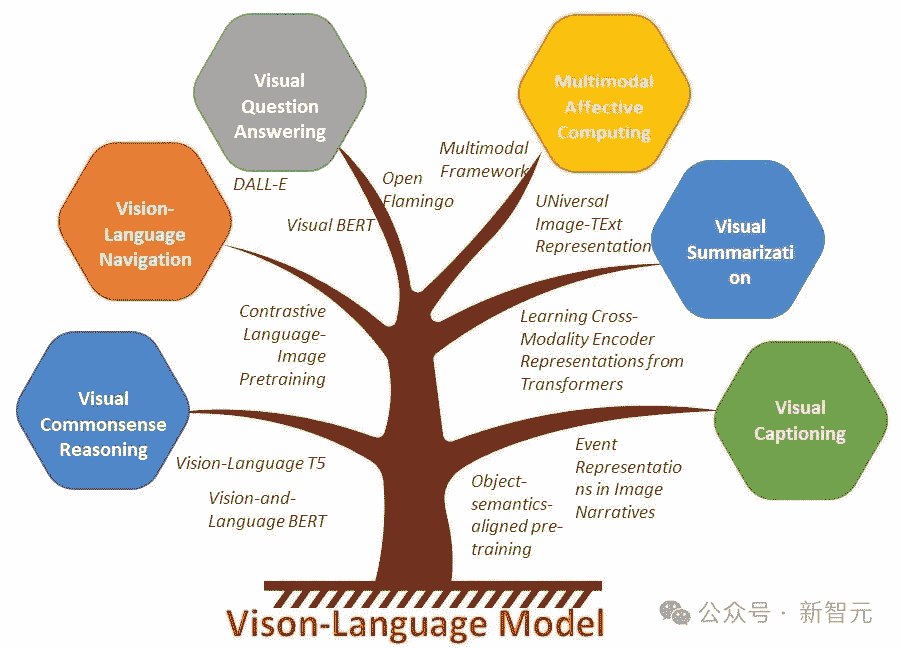 Visual
Question
Answering
Multimodal
Affective
Computing
Vision-
Language
Navigation
Visual
Summarizati
on
Visual
Commonsense
Reasoning
Visual
Captioning
DALL-E
Visual BERT
Open
Flamingo
Multimodal
Framework
UNiversal
Image-TExt
Representation
Contrastive
Language-
Image
Pretraining
Learning Cross-
Modality Encoder
Representations from
Transformers
Vision-Language T5
Vision-and-
Language BERT
Object-
semantics-
aligned pre-
training
Event
Representatio
ns in Image
Narratives
Vison-Language Model
公众号 · 新智元